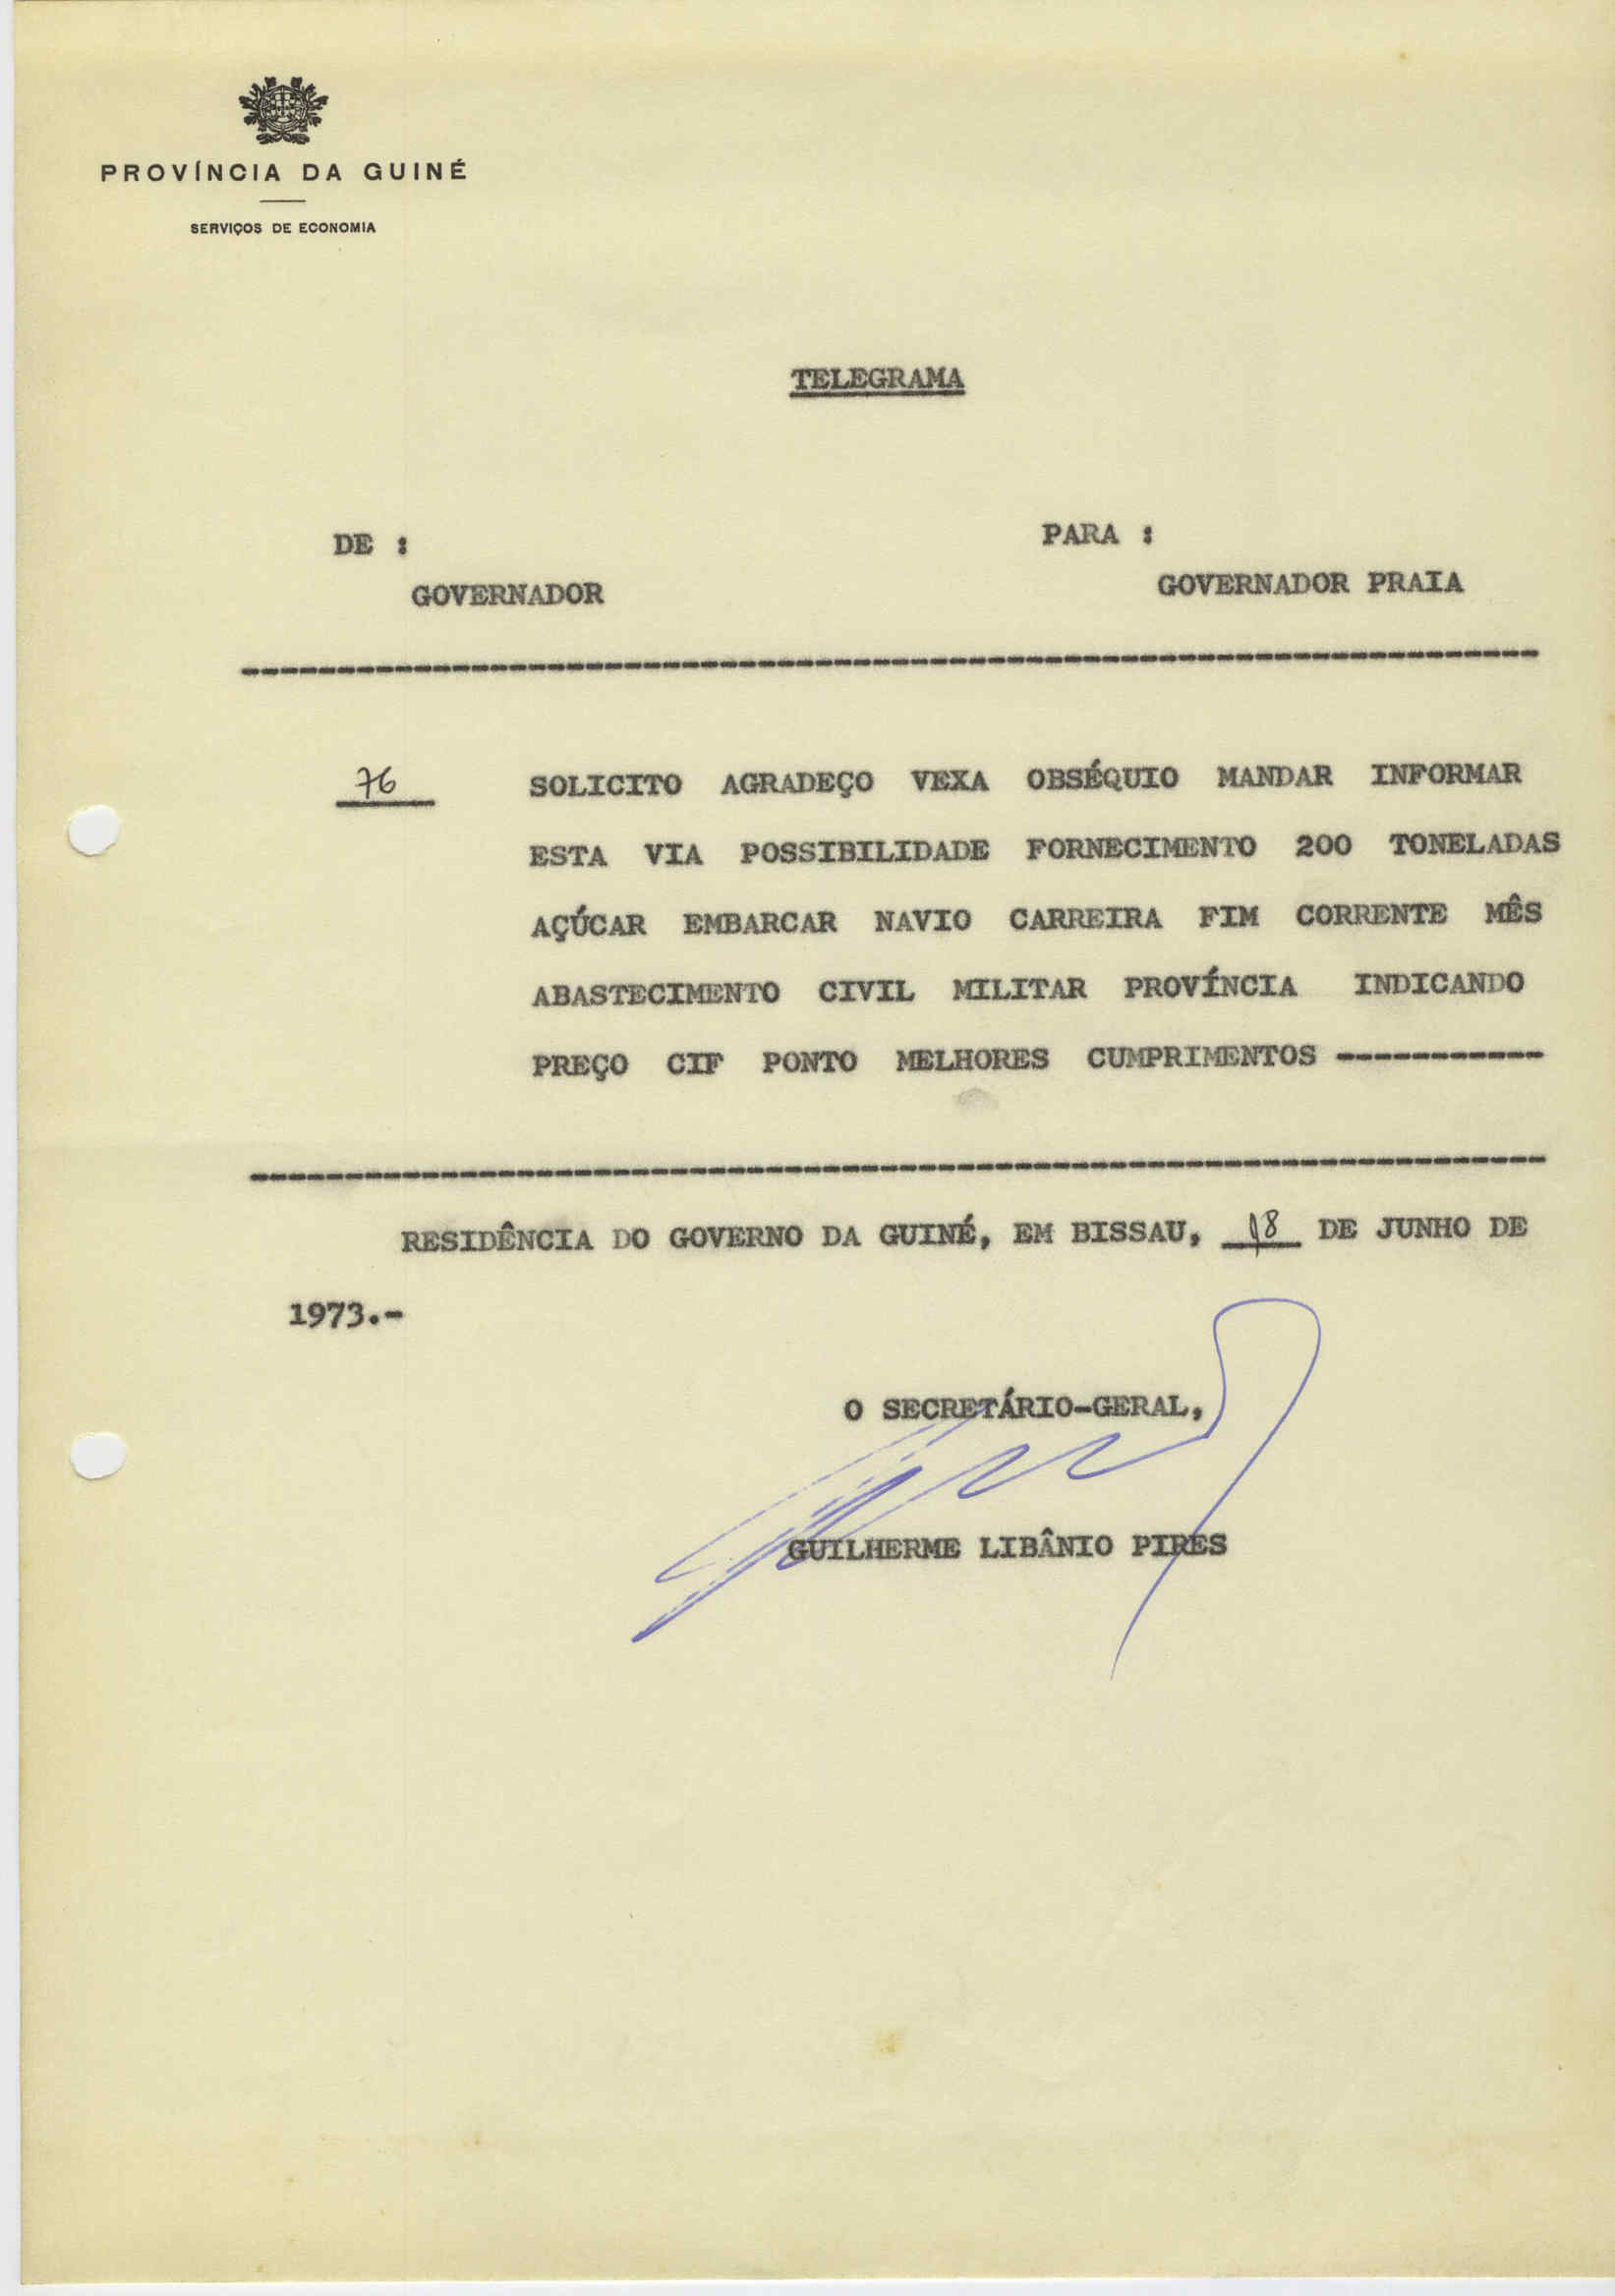 PROVÍNCIA DA GUINÉ
SERVIÇOS DE ECONOMIA
TELEGRAMA
DE :
GOVERNADOR
PARA :
GOVERNADOR PRAIA
76
SOLICITO AGRADEÇO VEXA OBSÉQUIO MANDAR INFORMAR
ESTA VIA POSSIBILIDADE FORNECIMENTO 200 TONELADAS
AÇÚCAR EMBARCAR NAVIO CARREIRA FIM CORRENTE MÊS
ABASTECIMENTO CIVIL MILITAR PROVÍNCIA INDICANDO
PREÇO CIF PONTO MELHORES CUMPRIMENTOS -----------
RESIDÊNCIA DO GOVERNO DA GUINÉ, EM BISSAU, 18 DE JUNHO DE
1973.-
O SECRETÁRIO-GERAL,
GUILHERME LIBÂNIO PIRES